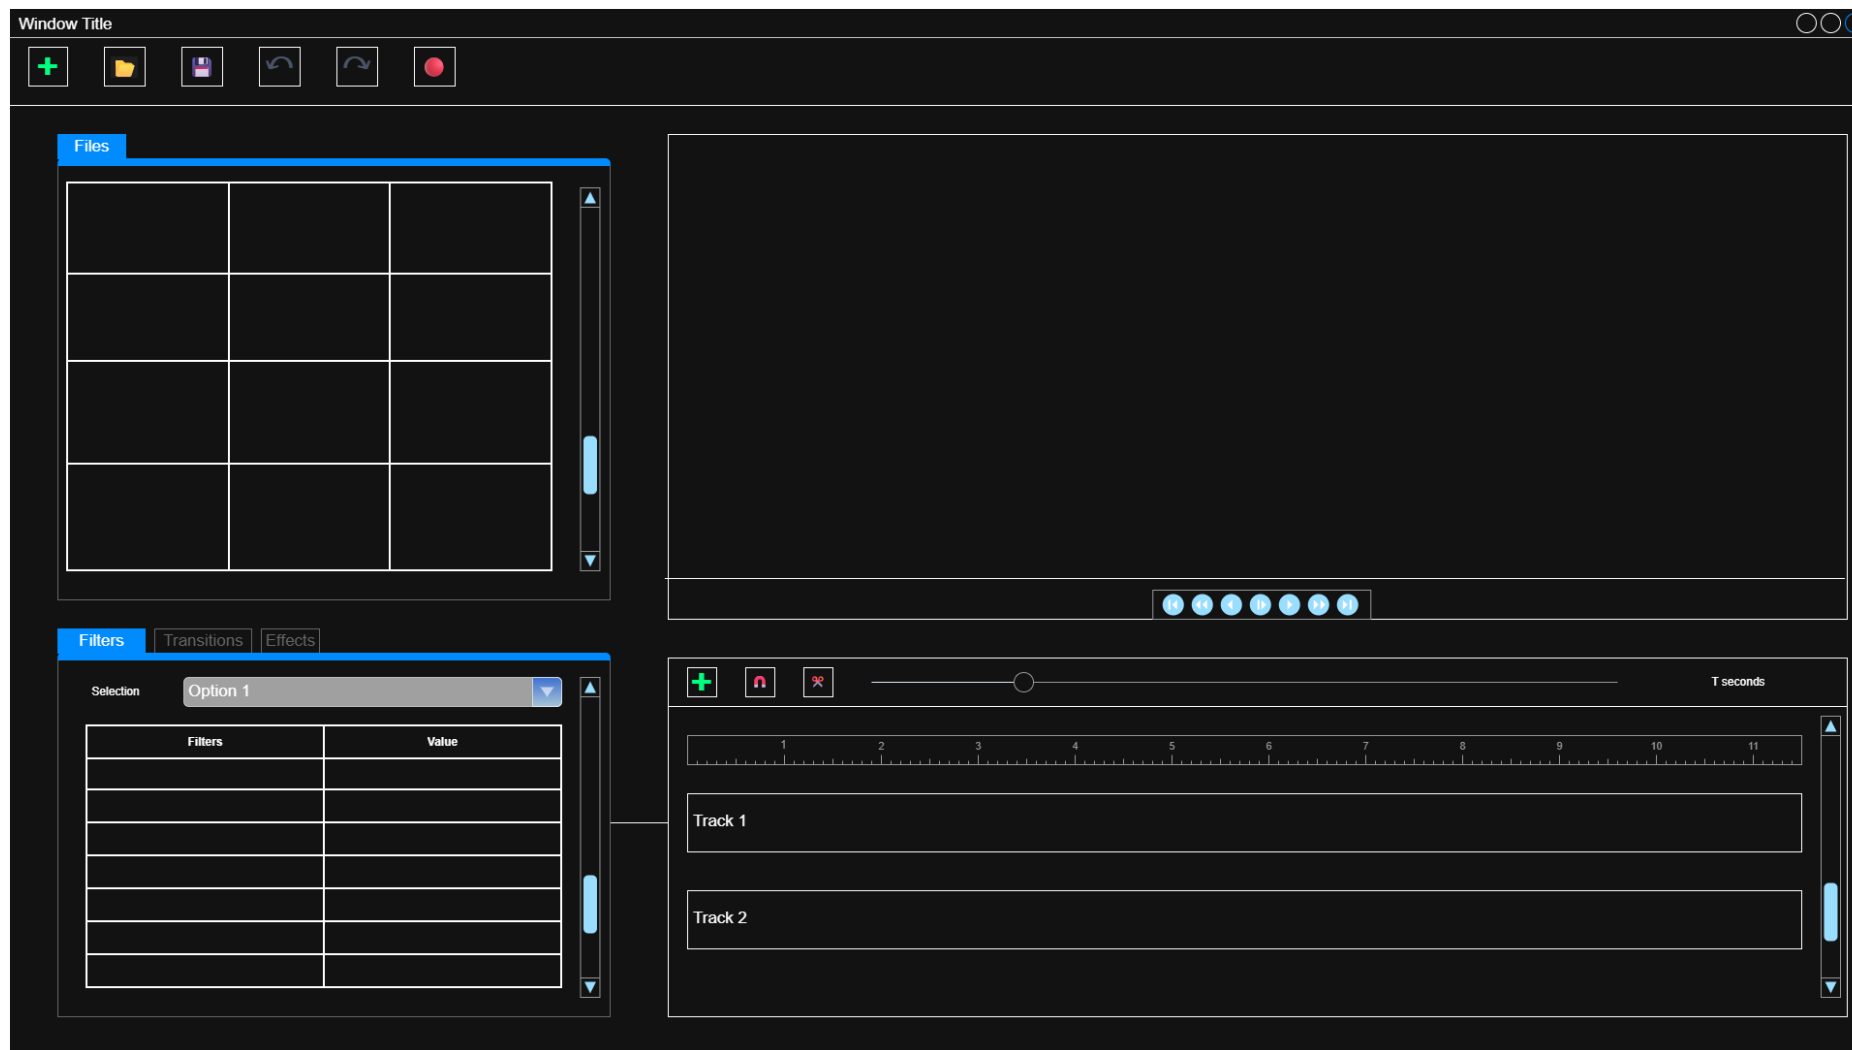 Window Title
Files
Filters Transitions Effects
Selection Option 1
Filters Value
T seconds
1 2 3 4 5 6 7 8 9 10 11
Track 1
Track 2